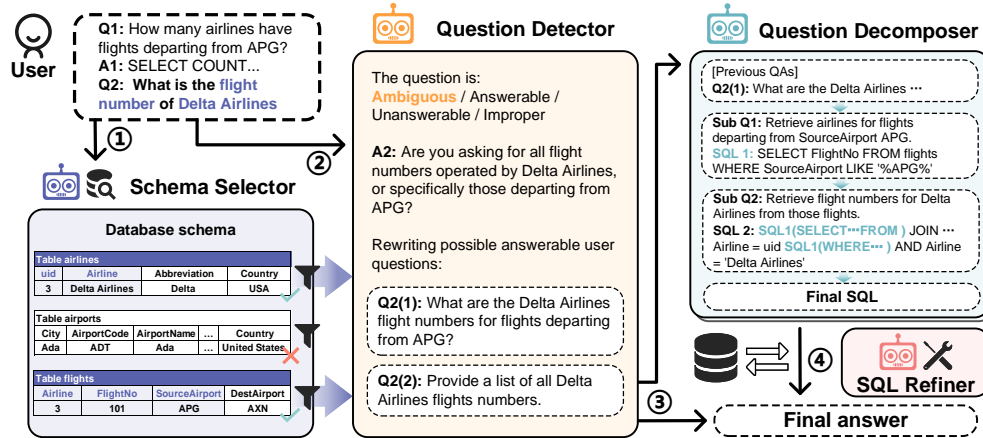 User
Q1: How many airlines have
flights departing from APG?
A1: SELECT COUNT...
Q2: What is the flight
number of Delta Airlines
①
②
Schema Selector
Database schema
Table airlines
uid Airline Abbreviation Country
3 Delta Airlines Delta USA
Table airports
City AirportCode AirportName ... Country
Ada ADT Ada ... United States
Table flights
Airline FlightNo SourceAirport DestAirport
3 101 APG AXN
Question Detector
The question is:
Ambiguous / Answerable /
Unanswerable / Improper
A2: Are you asking for all flight
numbers operated by Delta Airlines,
or specifically those departing from
APG?
Rewriting possible answerable user
questions:
Q2(1): What are the Delta Airlines
flight numbers for flights departing
from APG?
Q2(2): Provide a list of all Delta
Airlines flights numbers.
③
Question Decomposer
[Previous QAs]
Q2(1): What are the Delta Airlines ···
Sub Q1: Retrieve airlines for flights
departing from SourceAirport APG.
SQL 1: SELECT FlightNo FROM flights
WHERE SourceAirport LIKE '%APG%'
Sub Q2: Retrieve flight numbers for Delta
Airlines from those flights.
SQL 2: SQL1(SELECT···FROM ) JOIN ···
Airline = uid SQL1(WHERE··· ) AND Airline
= 'Delta Airlines'
Final SQL
④
SQL Refiner
Final answer